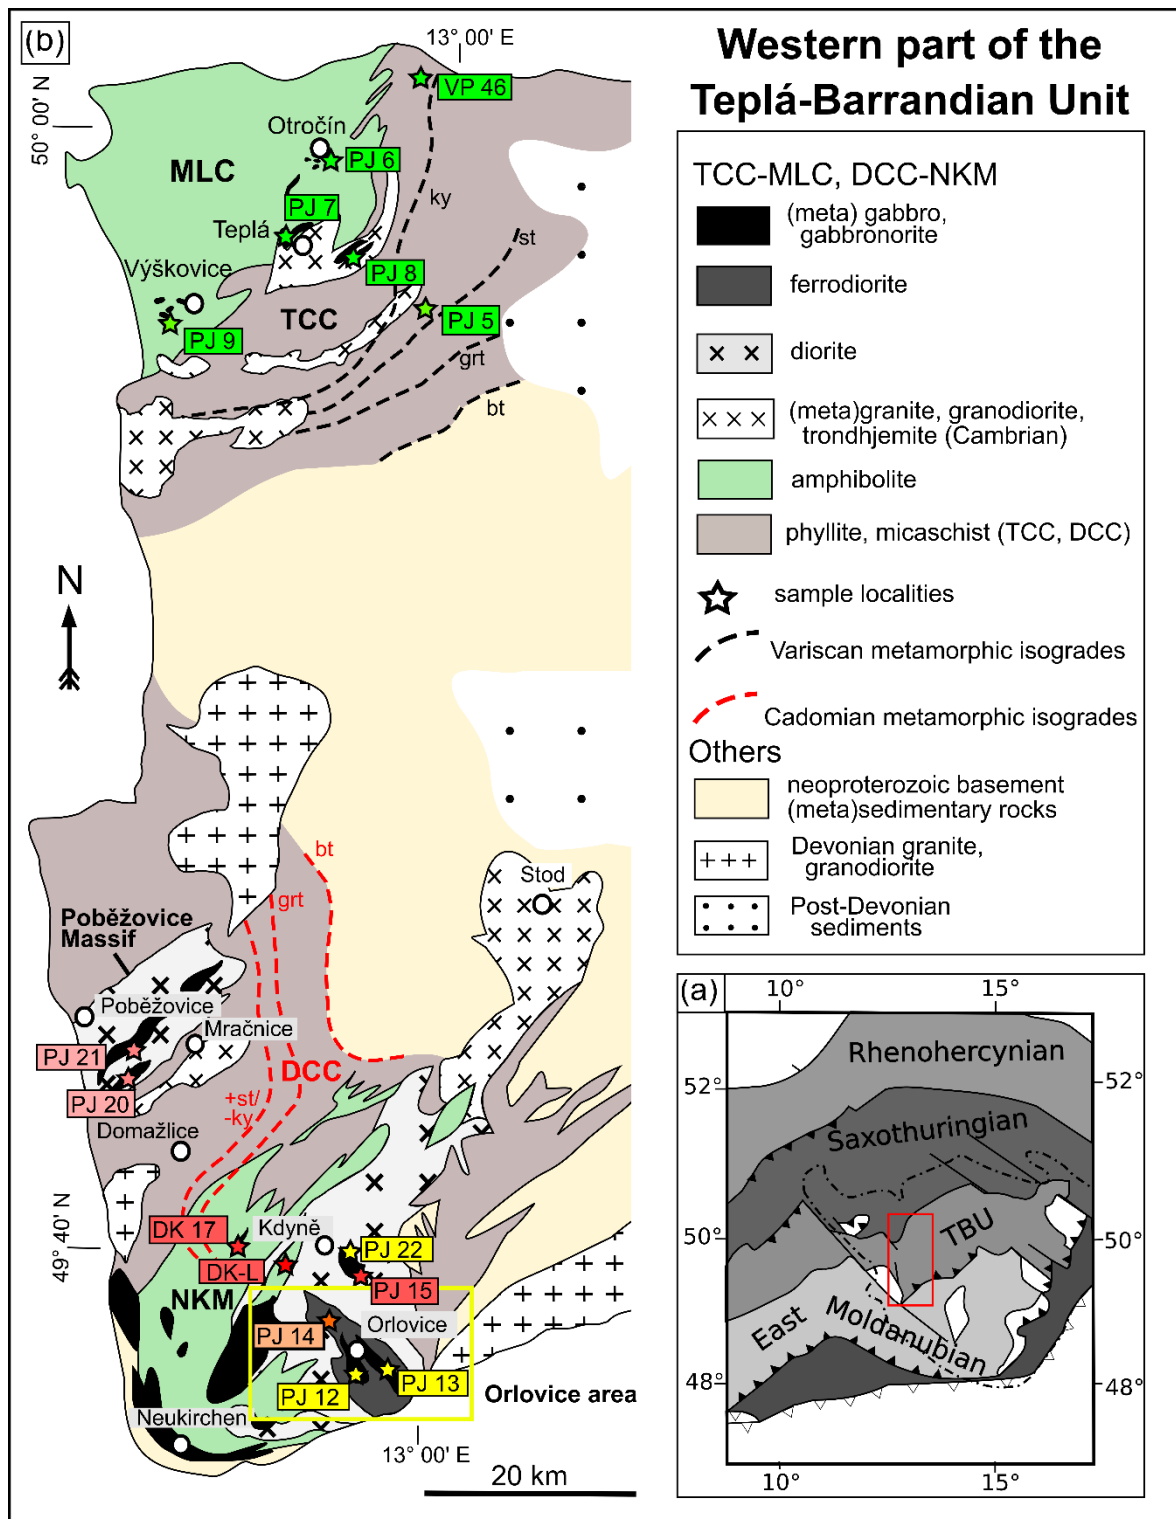 (b)
13° 00' E
50° 00' N
VP 46
Otročín
MLC
PJ 6
ky
PJ 7
Teplá
st
Výškovice
PJ 8
TCC
PJ 5
PJ 9
grt
bt
N
bt
grt
Stod
Poběžovice
Massif
Poběžovice
Mračnice
PJ 21
DCC
PJ 20
+st/
-ky
Domažlice
49° 40' N
DK 17
Kdyně
PJ 22
DK-L
PJ 15
NKM
PJ 14
Orlovice
PJ 12
PJ 13
Orlovice area
Neukirchen
13° 00' E
20 km
Western part of the
Teplá-Barrandian Unit
TCC-MLC, DCC-NKM
(meta) gabbro,
gabbronorite
ferrodiorite
diorite
(meta)granite, granodiorite,
trondhjemite (Cambrian)
amphibolite
phyllite, micaschist (TCC, DCC)
sample localities
Variscan metamorphic isogrades
Cadomian metamorphic isogrades
Others
neoproterozoic basement
(meta)sedimentary rocks
Devonian granite,
granodiorite
Post-Devonian
sediments
(a)
10° 15°
Rhenohercynian
52° 52°
Saxothuringian
50° TBU 50°
East
Moldanubian
48° 48°
10° 15°